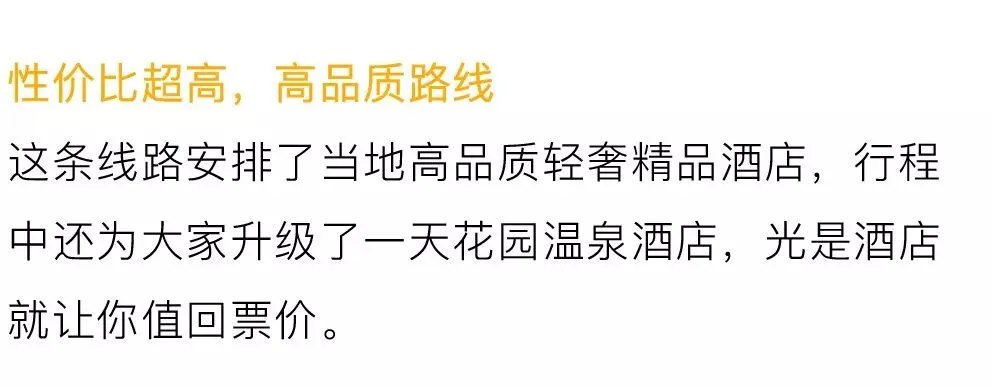 性价比超高，高品质路线
这条线路安排了当地高品质轻奢精品酒店，行程
中还为大家升级了一天花园温泉酒店，光是酒店
就让你值回票价。